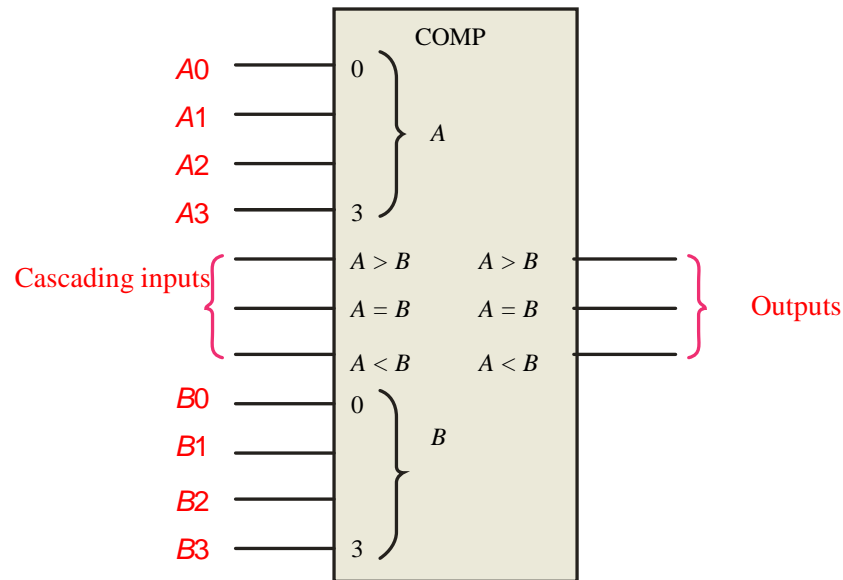 COMP
A0 0
A1
A
A2
A3 3
A > B A > B
Cascading inputs
A = B A = B Outputs
A < B A < B
B0 0
B1 B
B2
B3 3